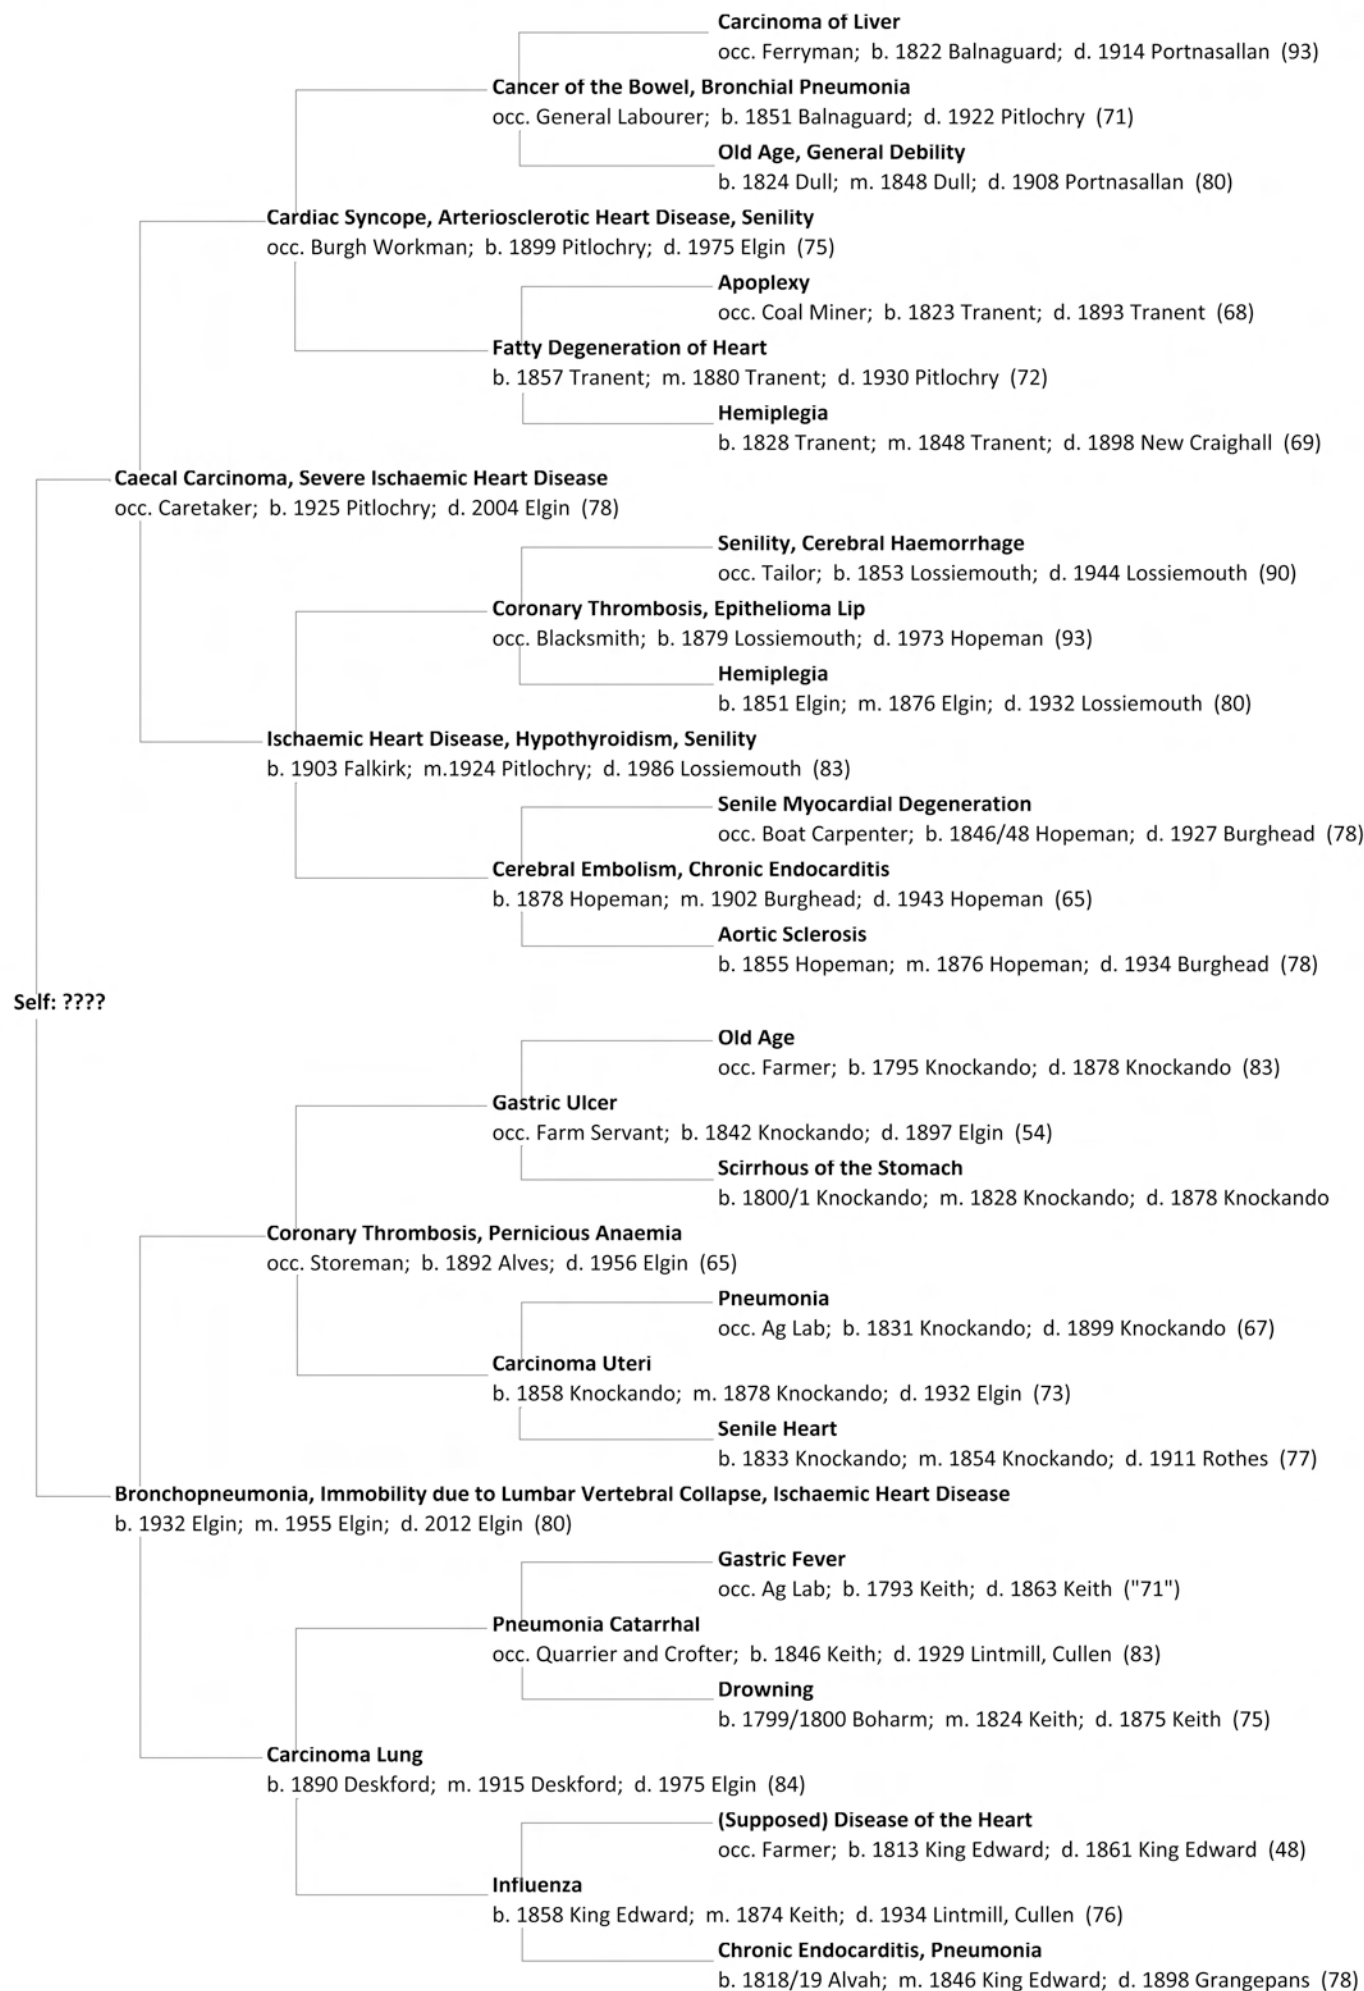 Carcinoma of Liver
occ. Ferryman; b. 1822 Balnaguard; d. 1914 Portnasallan (93)
Cancer of the Bowel, Bronchial Pneumonia
occ. General Labourer; b. 1851 Balnaguard; d. 1922 Pitlochry (71)
Old Age, General Debility
b. 1824 Dull; m. 1848 Dull; d. 1908 Portnasallan (80)
Cardiac Syncope, Arteriosclerotic Heart Disease, Senility
occ. Burgh Workman; b. 1899 Pitlochry; d. 1975 Elgin (75)
Apoplexy
occ. Coal Miner; b. 1823 Tranent; d. 1893 Tranent (68)
Fatty Degeneration of Heart
b. 1857 Tranent; m. 1880 Tranent; d. 1930 Pitlochry (72)
Hemiplegia
b. 1828 Tranent; m. 1848 Tranent; d. 1898 New Craighall (69)
Caecal Carcinoma, Severe Ischaemic Heart Disease
occ. Caretaker; b. 1925 Pitlochry; d. 2004 Elgin (78)
Senility, Cerebral Haemorrhage
occ. Tailor; b. 1853 Lossiemouth; d. 1944 Lossiemouth (90)
Coronary Thrombosis, Epithelioma Lip
occ. Blacksmith; b. 1879 Lossiemouth; d. 1973 Hopeman (93)
Hemiplegia
b. 1851 Elgin; m. 1876 Elgin; d. 1932 Lossiemouth (80)
Ischaemic Heart Disease, Hypothyroidism, Senility
b. 1903 Falkirk; m.1924 Pitlochry; d. 1986 Lossiemouth (83)
Senile Myocardial Degeneration
occ. Boat Carpenter; b. 1846/48 Hopeman; d. 1927 Burghead (78)
Cerebral Embolism, Chronic Endocarditis
b. 1878 Hopeman; m. 1902 Burghead; d. 1943 Hopeman (65)
Aortic Sclerosis
b. 1855 Hopeman; m. 1876 Hopeman; d. 1934 Burghead (78)
Self: ????
Old Age
occ. Farmer; b. 1795 Knockando; d. 1878 Knockando (83)
Gastric Ulcer
occ. Farm Servant; b. 1842 Knockando; d. 1897 Elgin (54)
Scirrhous of the Stomach
b. 1800/1 Knockando; m. 1828 Knockando; d. 1878 Knockando
Coronary Thrombosis, Pernicious Anaemia
occ. Storeman; b. 1892 Alves; d. 1956 Elgin (65)
Pneumonia
occ. Ag Lab; b. 1831 Knockando; d. 1899 Knockando (67)
Carcinoma Uteri
b. 1858 Knockando; m. 1878 Knockando; d. 1932 Elgin (73)
Senile Heart
b. 1833 Knockando; m. 1854 Knockando; d. 1911 Rothes (77)
Bronchopneumonia, Immobility due to Lumbar Vertebral Collapse, Ischaemic Heart Disease
b. 1932 Elgin; m. 1955 Elgin; d. 2012 Elgin (80)
Gastric Fever
occ. Ag Lab; b. 1793 Keith; d. 1863 Keith ("71")
Pneumonia Catarrhal
occ. Quarrier and Crofter; b. 1846 Keith; d. 1929 Lintmill, Cullen (83)
Drowning
b. 1799/1800 Boharm; m. 1824 Keith; d. 1875 Keith (75)
Carcinoma Lung
b. 1890 Deskford; m. 1915 Deskford; d. 1975 Elgin (84)
(Supposed) Disease of the Heart
occ. Farmer; b. 1813 King Edward; d. 1861 King Edward (48)
Influenza
b. 1858 King Edward; m. 1874 Keith; d. 1934 Lintmill, Cullen (76)
Chronic Endocarditis, Pneumonia
b. 1818/19 Alvah; m. 1846 King Edward; d. 1898 Grangepans (78)